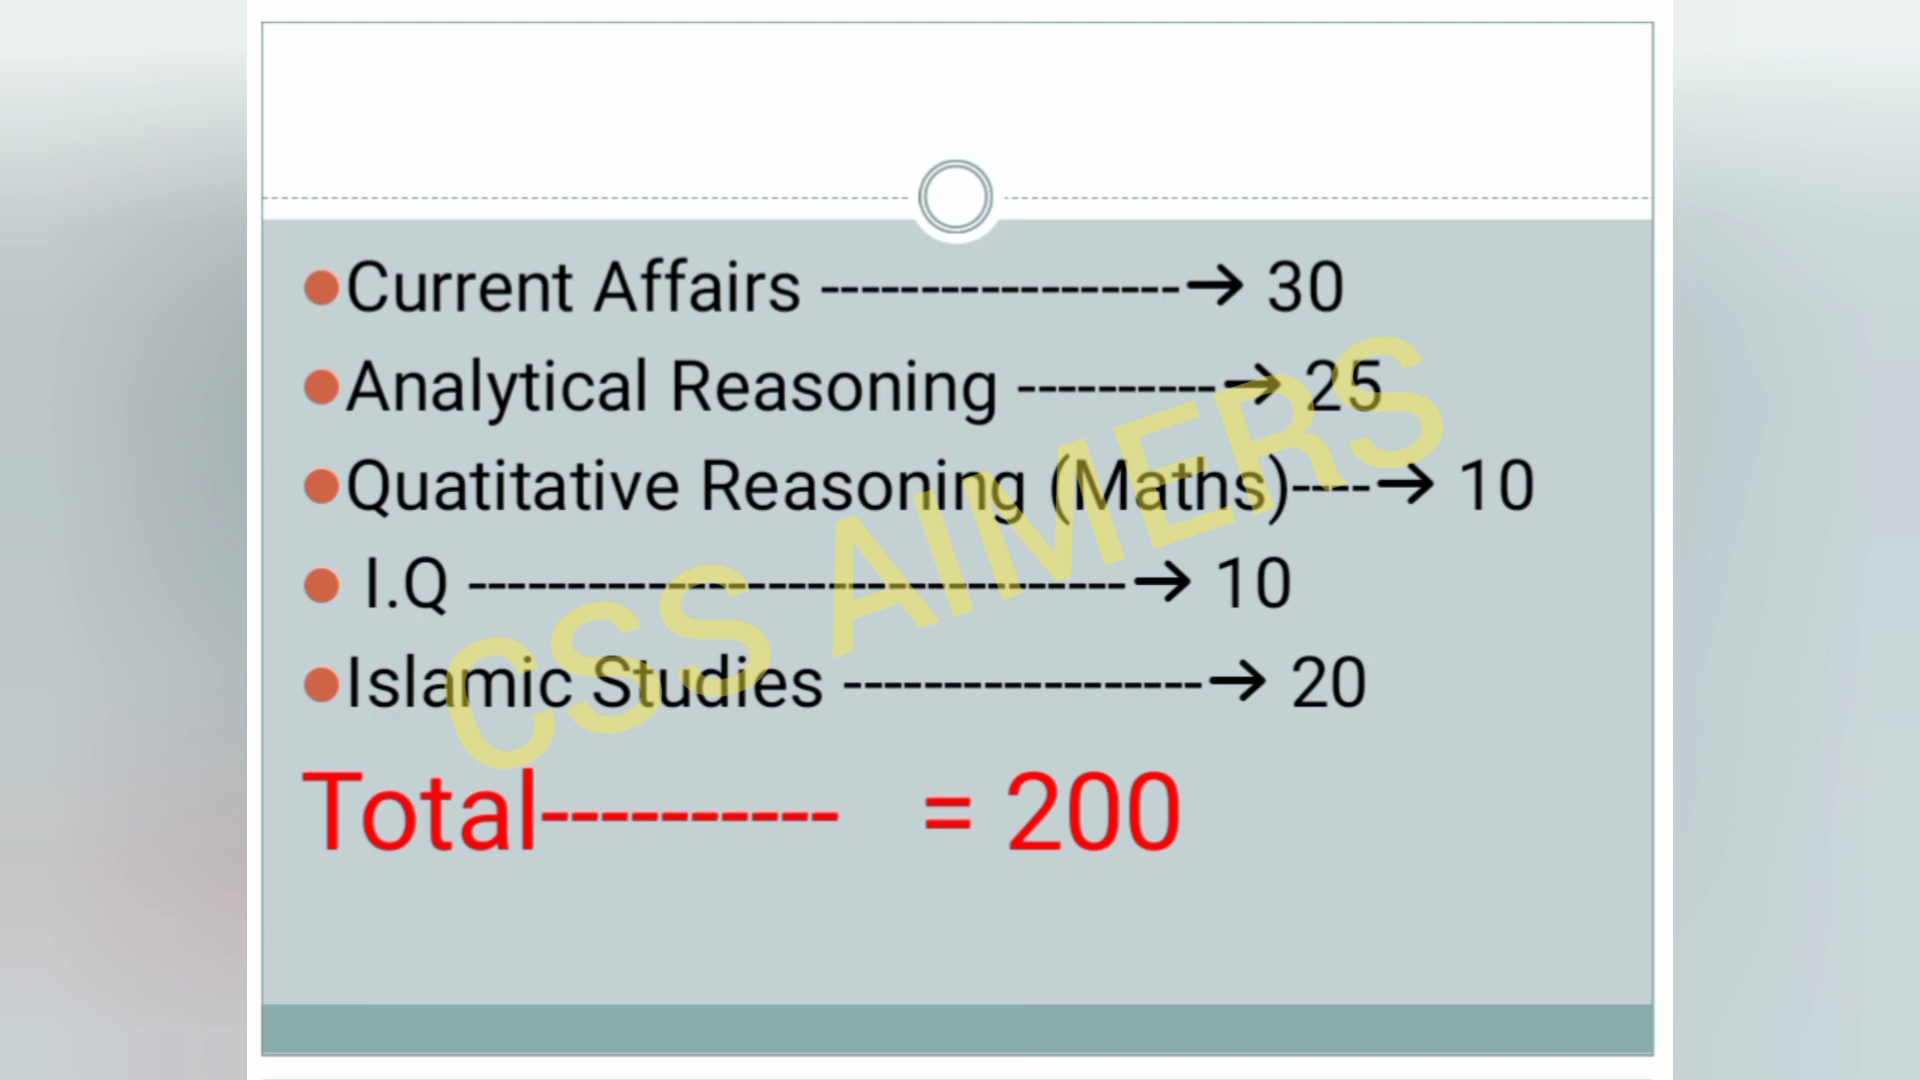 Current Affairs ------------------→ 30
Analytical Reasoning ----------→ 25
Quatitative Reasoning (Maths)----→ 10
I.Q ---------------------------------→ 10
Islamic Studies ------------------→ 20
Total---------- = 200
CSS AIMERS